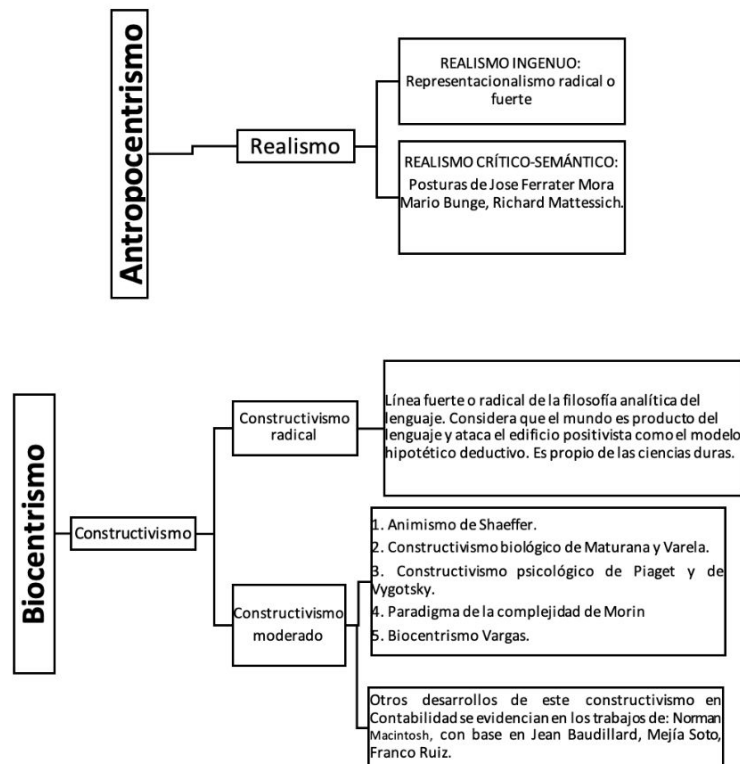 Antropocentrismo
Realismo
REALISMO INGENUO:
Representacionalismo radical o
fuerte
REALISMO CRÍTICO-SEMÁNTICO:
Posturas de Jose Ferrater Mora
Mario Bunge, Richard Mattessich.
Biocentrismo
Constructivismo
Constructivismo
radical
Línea fuerte o radical de la filosofía analítica del
lenguaje. Considera que el mundo es producto del
lenguaje y ataca el edificio positivista como el modelo
hipotético deductivo. Es propio de las ciencias duras.
Constructivismo
moderado
1. Animismo de Shaeffer.
2. Constructivismo biológico de Maturana y Varela.
3. Constructivismo psicológico de Piaget y de
Vygotsky.
4. Paradigma de la complejidad de Morin
5. Biocentrismo Vargas.
Otros desarrollos de este constructivismo en
Contabilidad se evidencian en los trabajos de: Norman
Macintosh, con base en Jean Baudillard, Mejía Soto,
Franco Ruiz.